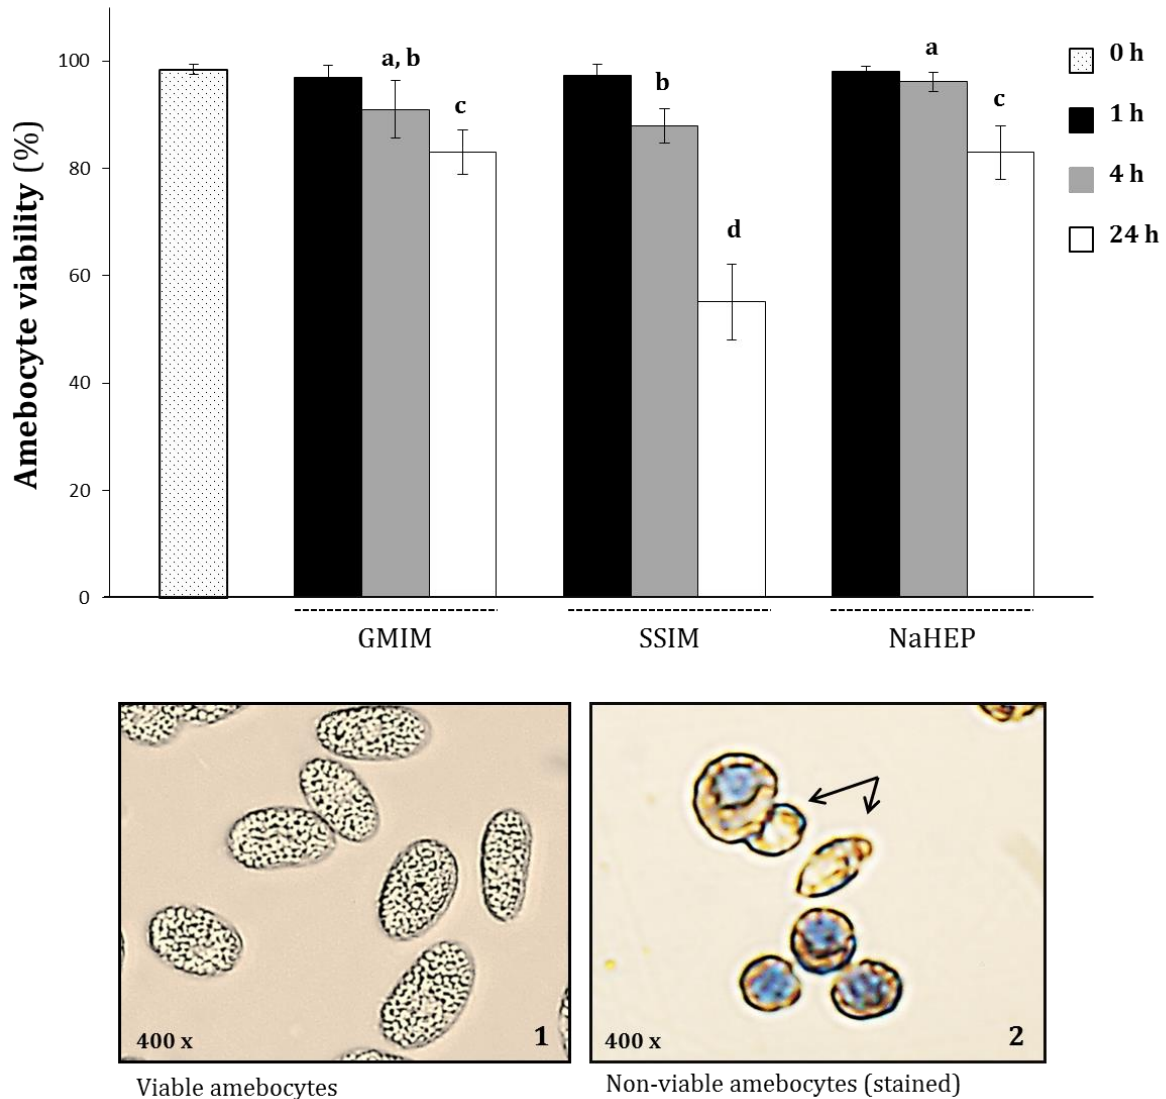 Amebocyte viability (%)
100
80
60
40
20
0
a, b
c
b
d
a
c
0 h
1 h
4 h
24 h
GMIM
SSIM
NaHEP
400 x
1
400 x
2
Viable amebocytes
Non-viable amebocytes (stained)